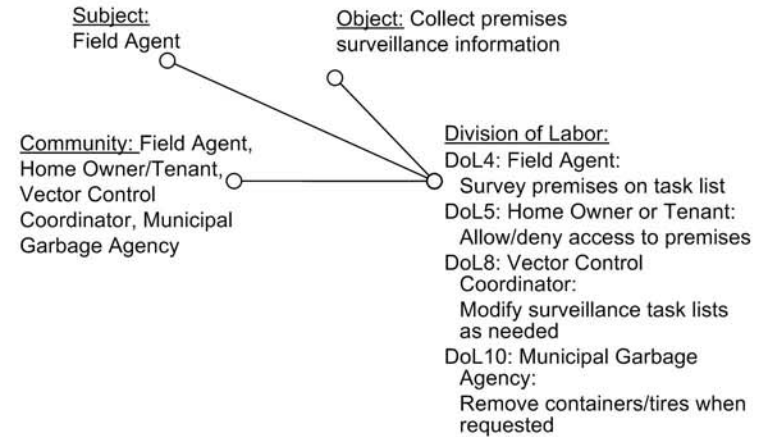 Subject:
Field Agent
Object: Collect premises
surveillance information
Community: Field Agent,
Home Owner/Tenant,
Vector Control
Coordinator, Municipal
Garbage Agency
Division of Labor:
DoL4: Field Agent:
Survey premises on task list
DoL5: Home Owner or Tenant:
Allow/deny access to premises
DoL8: Vector Control
Coordinator:
Modify surveillance task lists
as needed
DoL10: Municipal Garbage
Agency:
Remove containers/tires when
requested